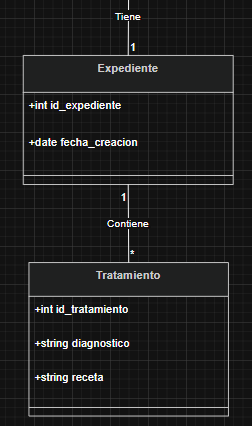 Tiene
1
Expediente
+int id_expediente
+date fecha_creacion
1
Contiene
*
Tratamiento
+int id_tratamiento
+string diagnostico
+string receta